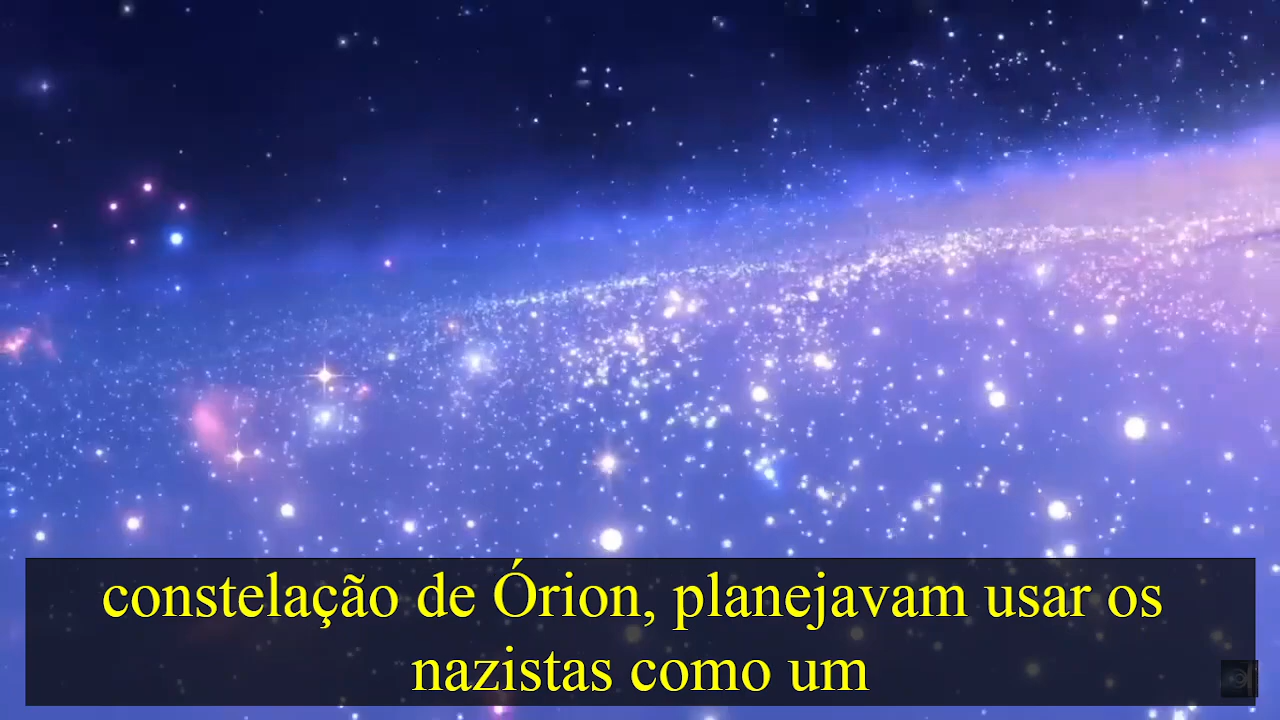 constelação de Órion, planejavam usar os
nazistas como um